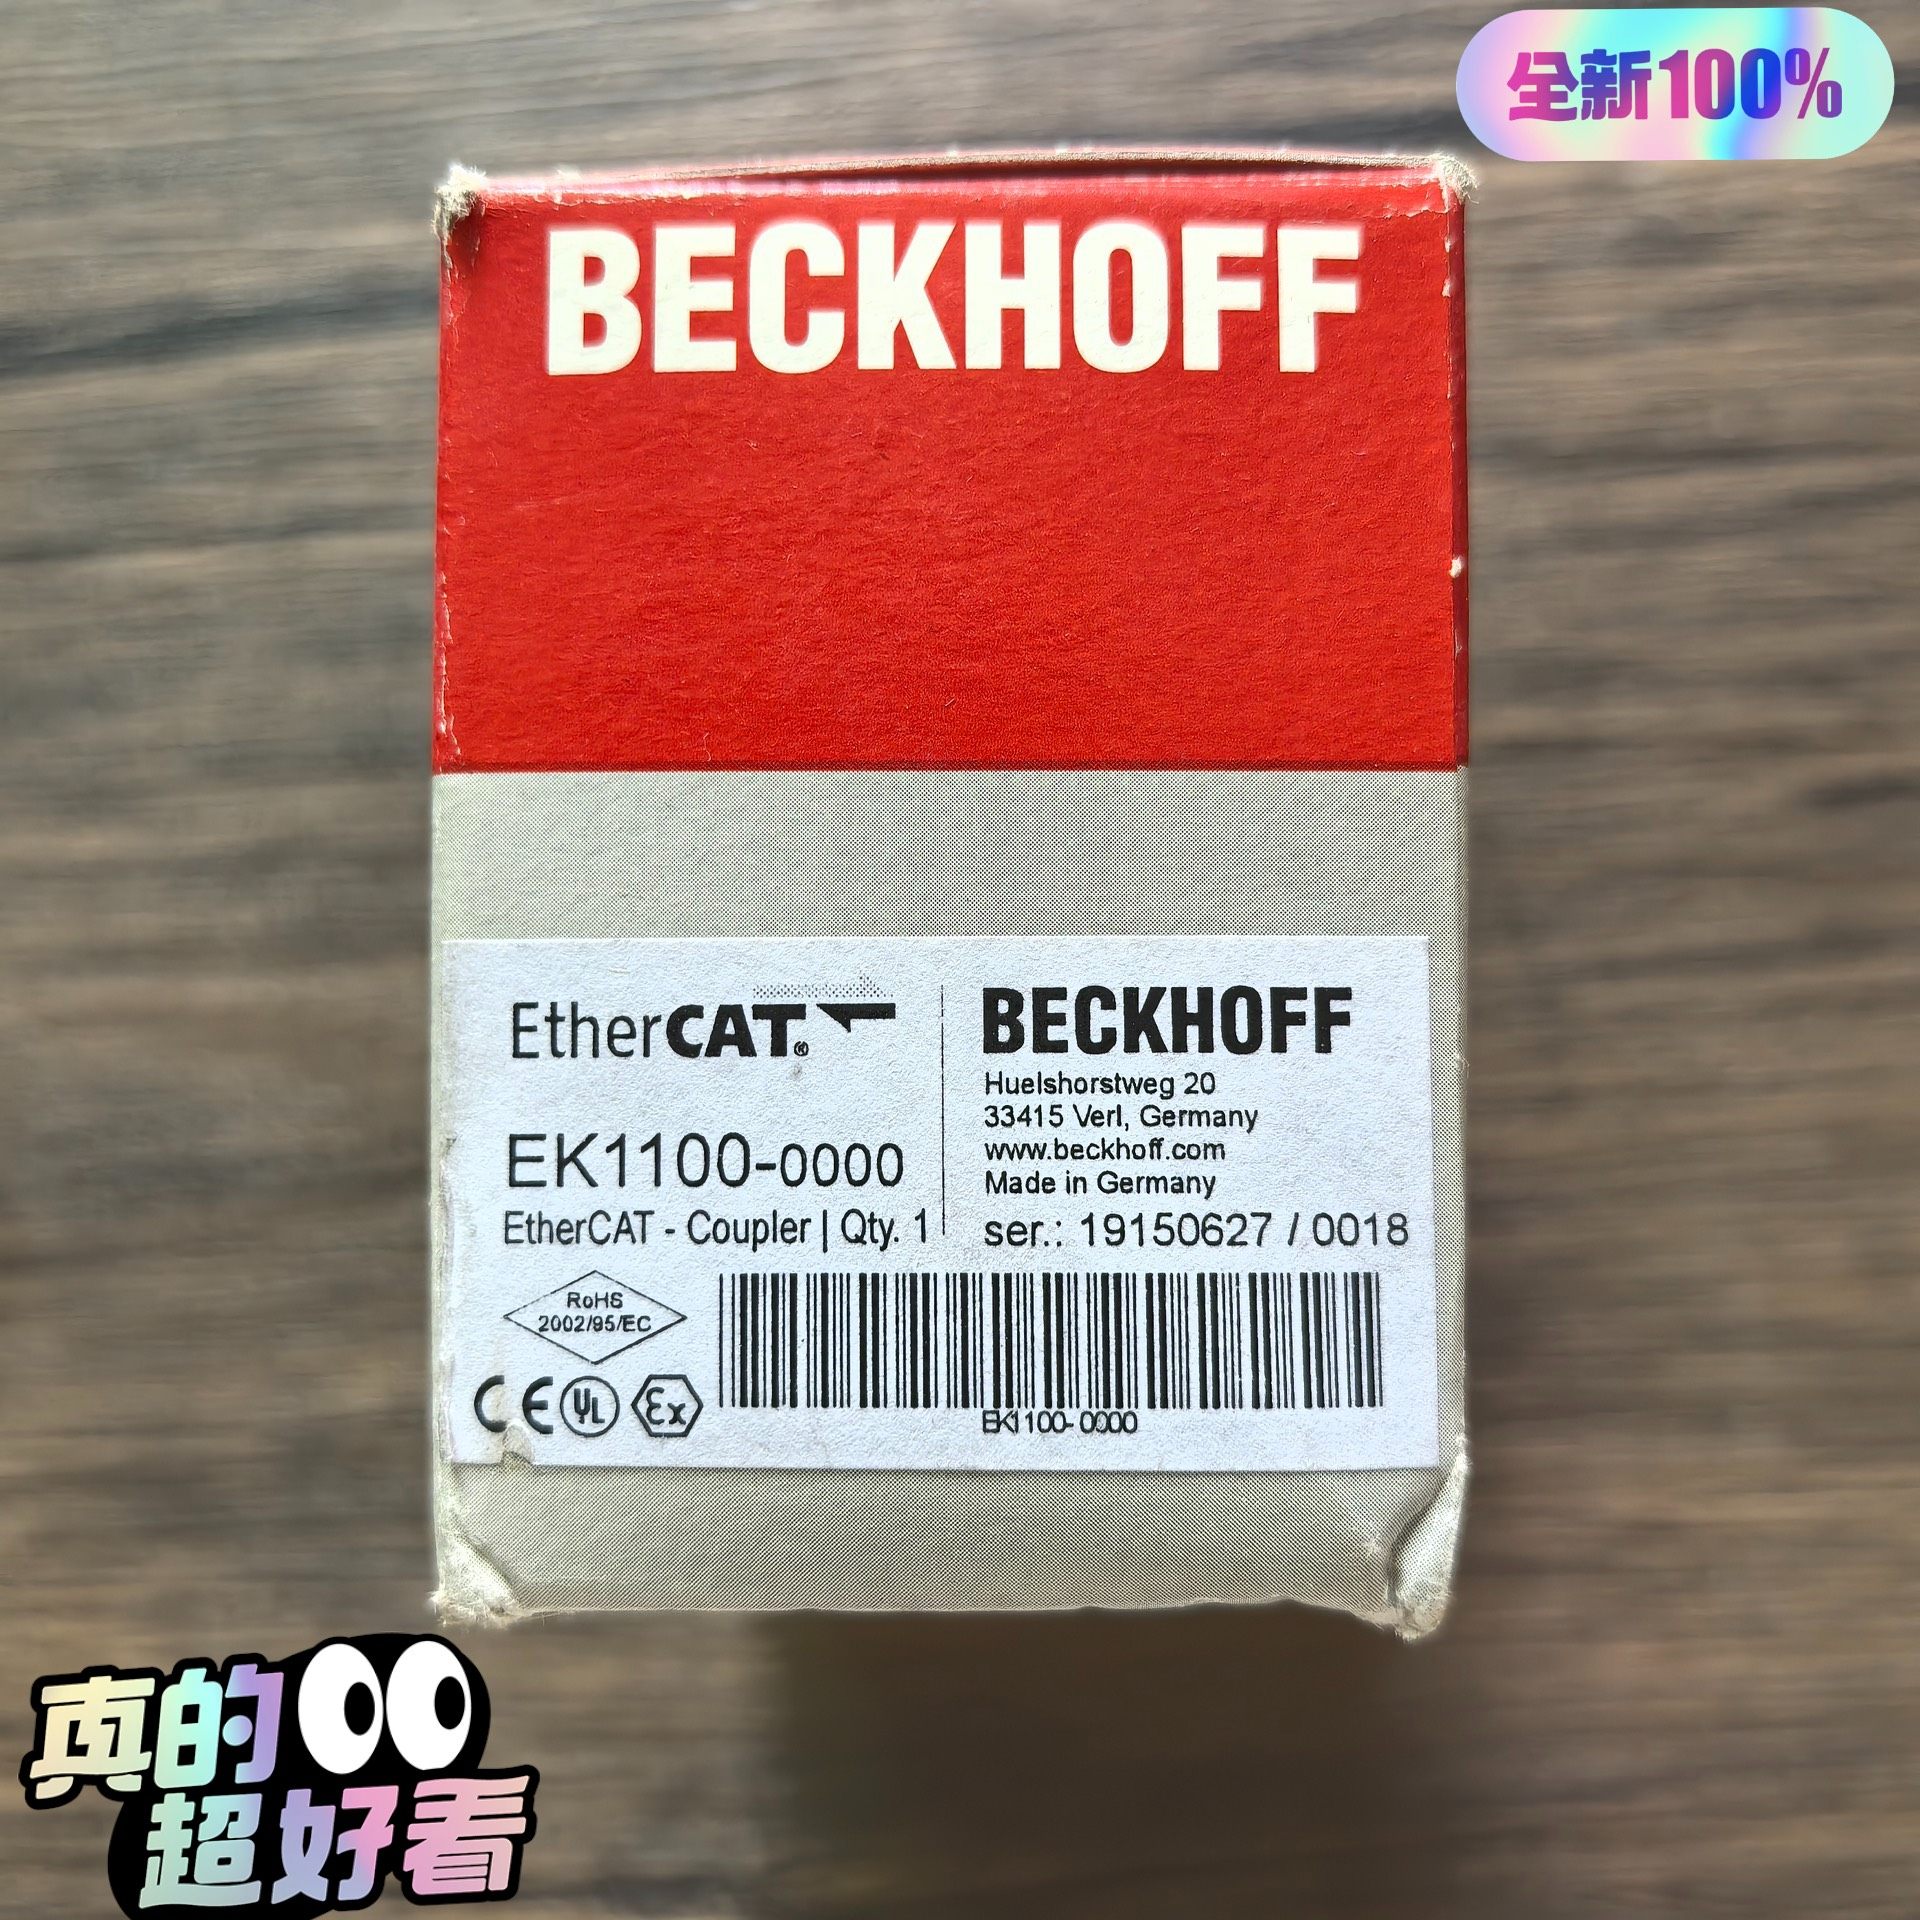 全新100%
BECKHOFF
EtherCAT®
EK1100-0000
EtherCAT - Coupler | Qty. 1
BECKHOFF
Huelshorstweg 20
33415 Verl, Germany
www.beckhoff.com
Made in Germany
ser.: 19150627 / 0018
RoHS
2002/95/EC
CE UL Ex
EK1100-0000
真的
超好看